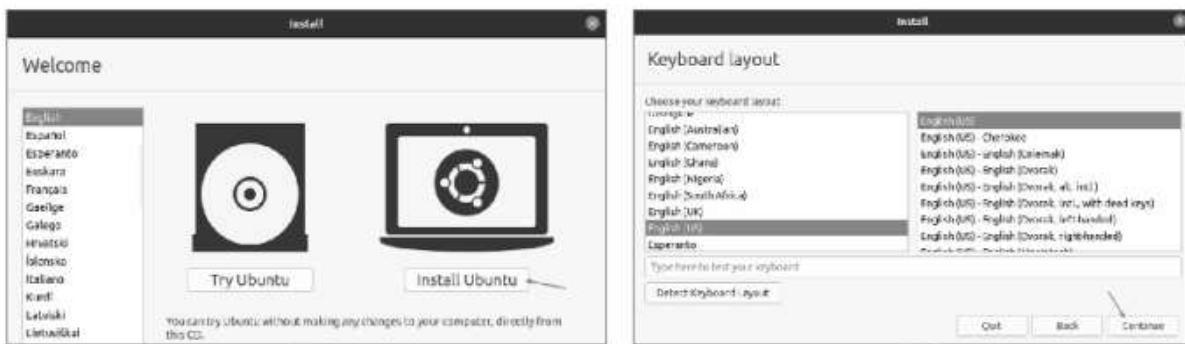 Install
Welcome
English
Español
Esperanto
Euskara
Français
Gaeilge
Galego
Hrvatski
Íslenska
Italiano
Kurdî
Latviski
Lietuviškai
Try Ubuntu
Install Ubuntu
You can try Ubuntu without making any changes to your computer, directly from
this CD.
Install
Keyboard layout
Choose your keyboard layout:
English (Australian)
English (Cameroon)
English (Ghana)
English (Nigeria)
English (South Africa)
English (UK)
English (US)
Esperanto
English (US)
English (US) - Cherokee
English (US) - English (Colemak)
English (US) - English (Dvorak)
English (US) - English (Dvorak, alt. intl.)
English (US) - English (Dvorak, intl., with dead keys)
English (US) - English (Dvorak, left-handed)
English (US) - English (Dvorak, right-handed)
Type here to test your keyboard
Detect Keyboard Layout
Quit
Back
Continue